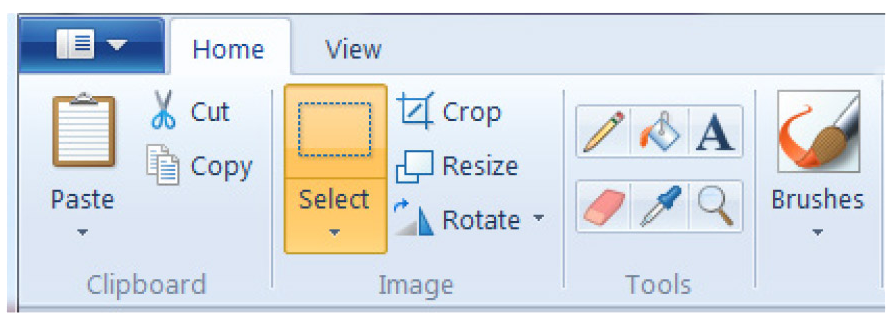 Home View
Paste
Cut
Copy
Clipboard
Select
Crop
Resize
Rotate
Image
A
Tools
Brushes